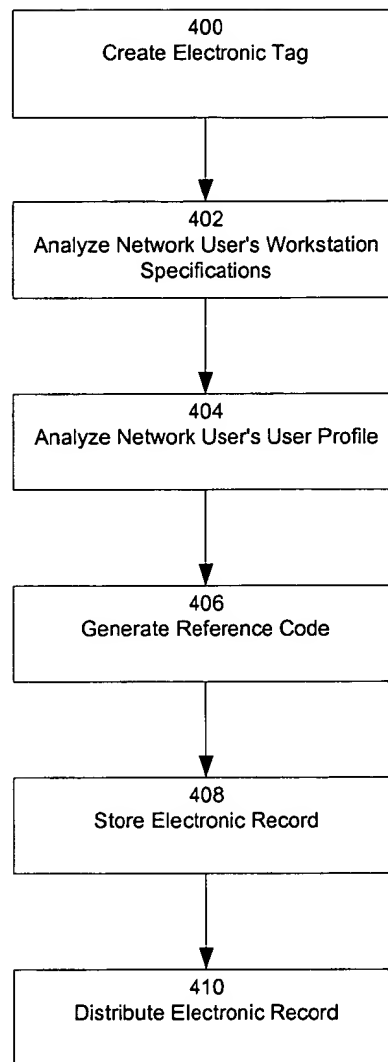 400
Create Electronic Tag
402
Analyze Network User's Workstation
Specifications
404
Analyze Network User's User Profile
406
Generate Reference Code
408
Store Electronic Record
410
Distribute Electronic Record